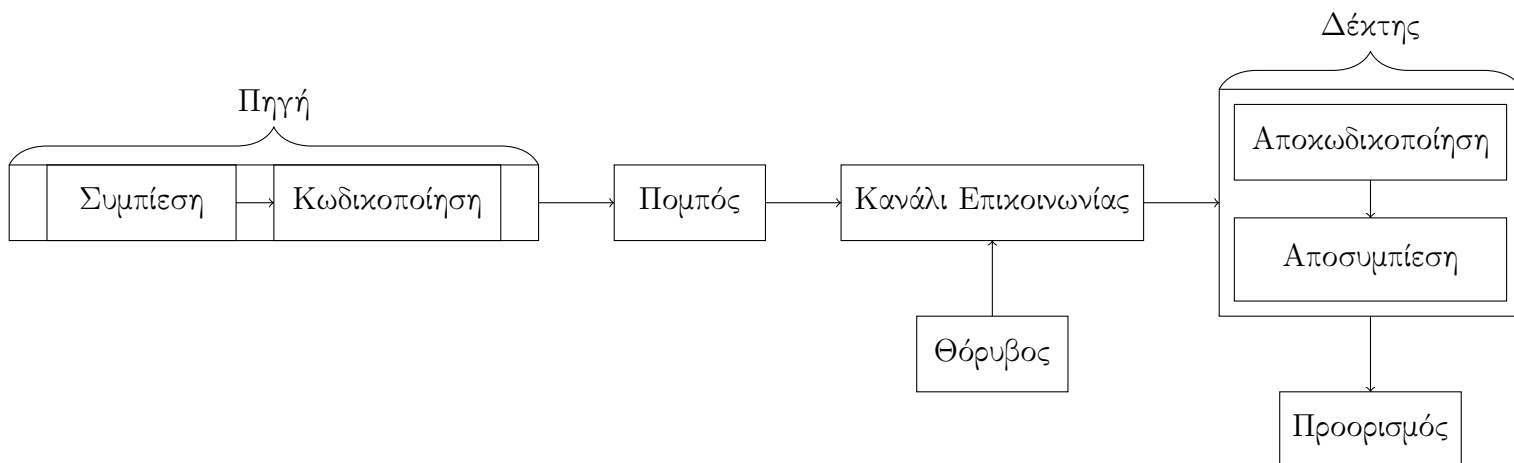 Δέκτης
Πηγή
Αποκωδικοποίηση
Συμπίεση
Κωδικοποίηση
Πομπός
Κανάλι Επικοινωνίας
Αποσυμπίεση
Θόρυβος
Προορισμός